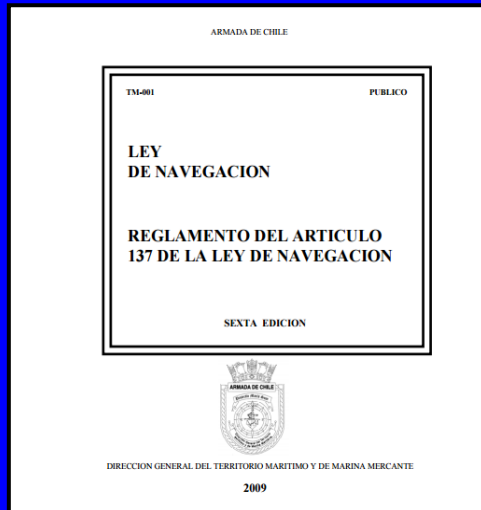 ARMADA DE CHILE
TM-001 PUBLICO
LEY
DE NAVEGACION
REGLAMENTO DEL ARTICULO
137 DE LA LEY DE NAVEGACION
SEXTA EDICION
ARMADA DE CHILE
DIRECCION GENERAL DEL TERRITORIO MARITIMO Y DE MARINA MERCANTE
2009